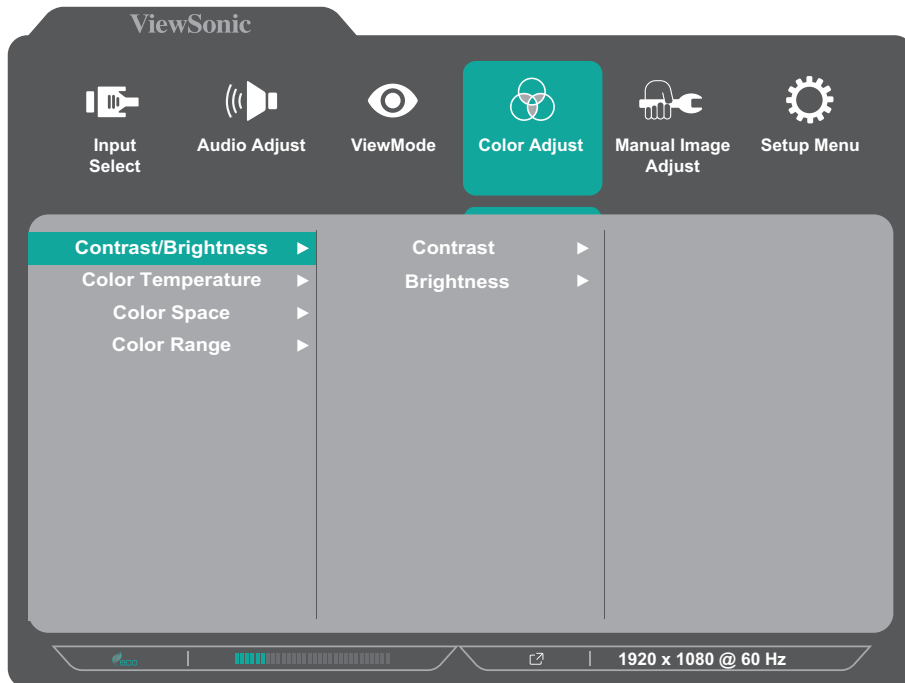 ViewSonic
Input Select
Audio Adjust
ViewMode
Color Adjust
Manual Image Adjust
Setup Menu
Contrast/Brightness
Color Temperature
Color Space
Color Range
Contrast
Brightness
eco
1920 x 1080 @ 60 Hz